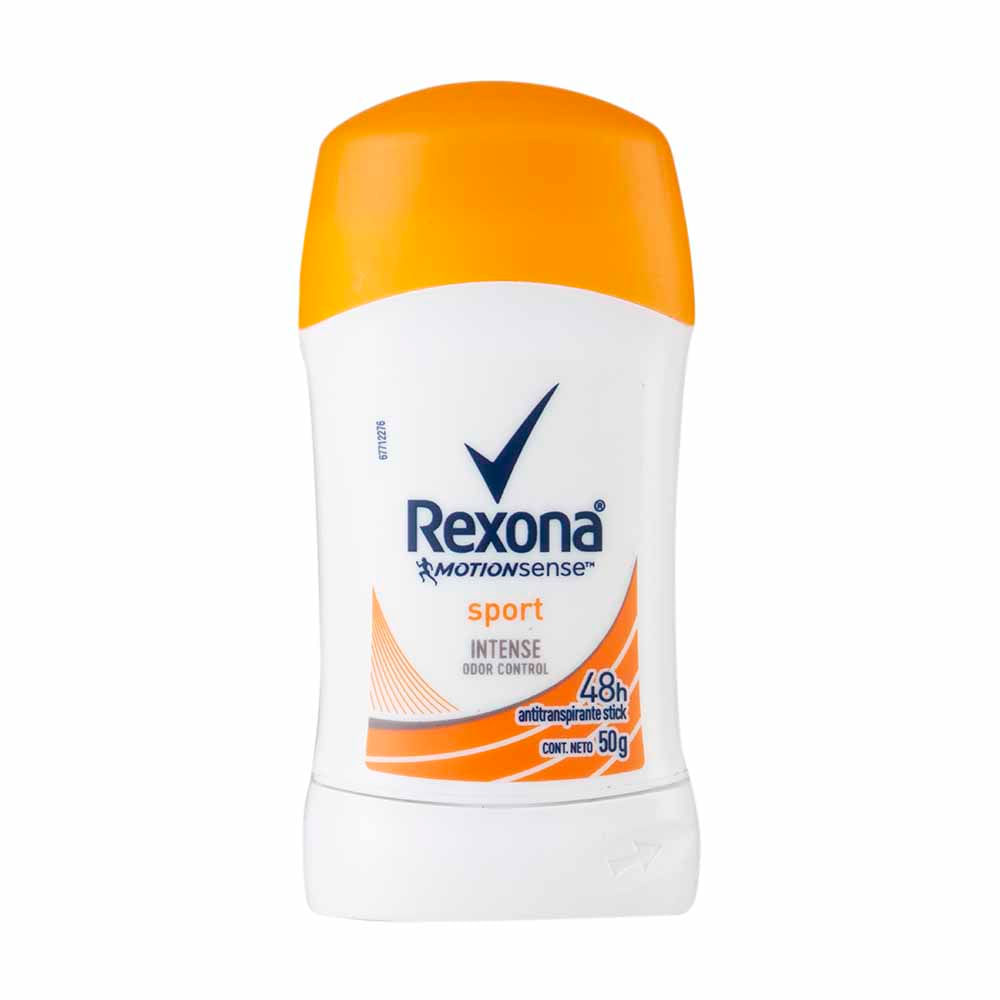 67712276
Rexona®
MOTIONsense™
sport
INTENSE
ODOR CONTROL
48h
antitranspirante stick
CONT. NETO 50g